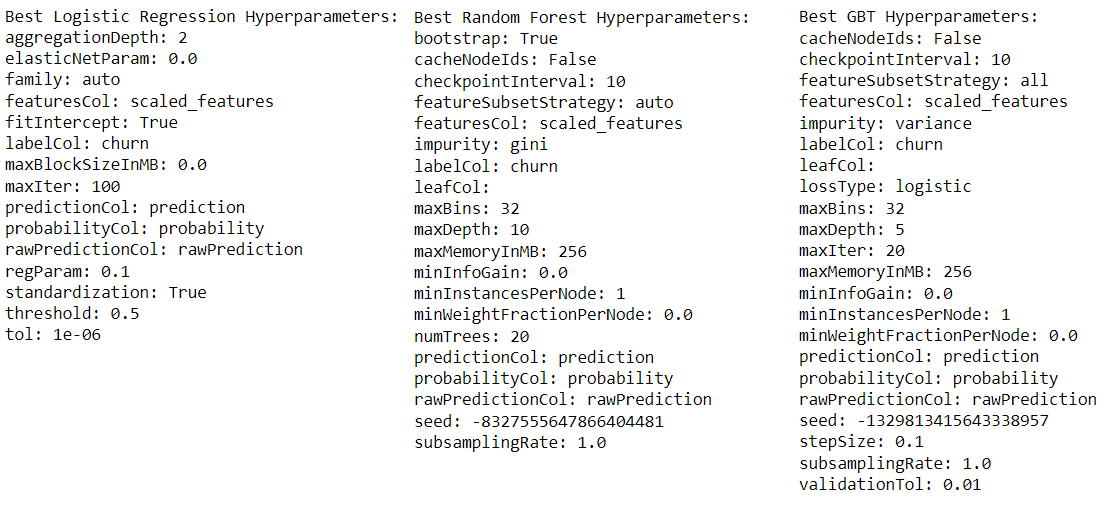 Best Logistic Regression Hyperparameters:
aggregationDepth: 2
elasticNetParam: 0.0
family: auto
featuresCol: scaled_features
fitIntercept: True
labelCol: churn
maxBlockSizeInMB: 0.0
maxIter: 100
predictionCol: prediction
probabilityCol: probability
rawPredictionCol: rawPrediction
regParam: 0.1
standardization: True
threshold: 0.5
tol: 1e-06
Best Random Forest Hyperparameters:
bootstrap: True
cacheNodeIds: False
checkpointInterval: 10
featureSubsetStrategy: auto
featuresCol: scaled_features
impurity: gini
labelCol: churn
leafCol:
maxBins: 32
maxDepth: 10
maxMemoryInMB: 256
minInfoGain: 0.0
minInstancesPerNode: 1
minWeightFractionPerNode: 0.0
numTrees: 20
predictionCol: prediction
probabilityCol: probability
rawPredictionCol: rawPrediction
seed: -8327555647866404481
subsamplingRate: 1.0
Best GBT Hyperparameters:
cacheNodeIds: False
checkpointInterval: 10
featureSubsetStrategy: all
featuresCol: scaled_features
impurity: variance
labelCol: churn
leafCol:
lossType: logistic
maxBins: 32
maxDepth: 5
maxIter: 20
maxMemoryInMB: 256
minInfoGain: 0.0
minInstancesPerNode: 1
minWeightFractionPerNode: 0.0
predictionCol: prediction
probabilityCol: probability
rawPredictionCol: rawPrediction
seed: -1329813415643338957
stepSize: 0.1
subsamplingRate: 1.0
validationTol: 0.01